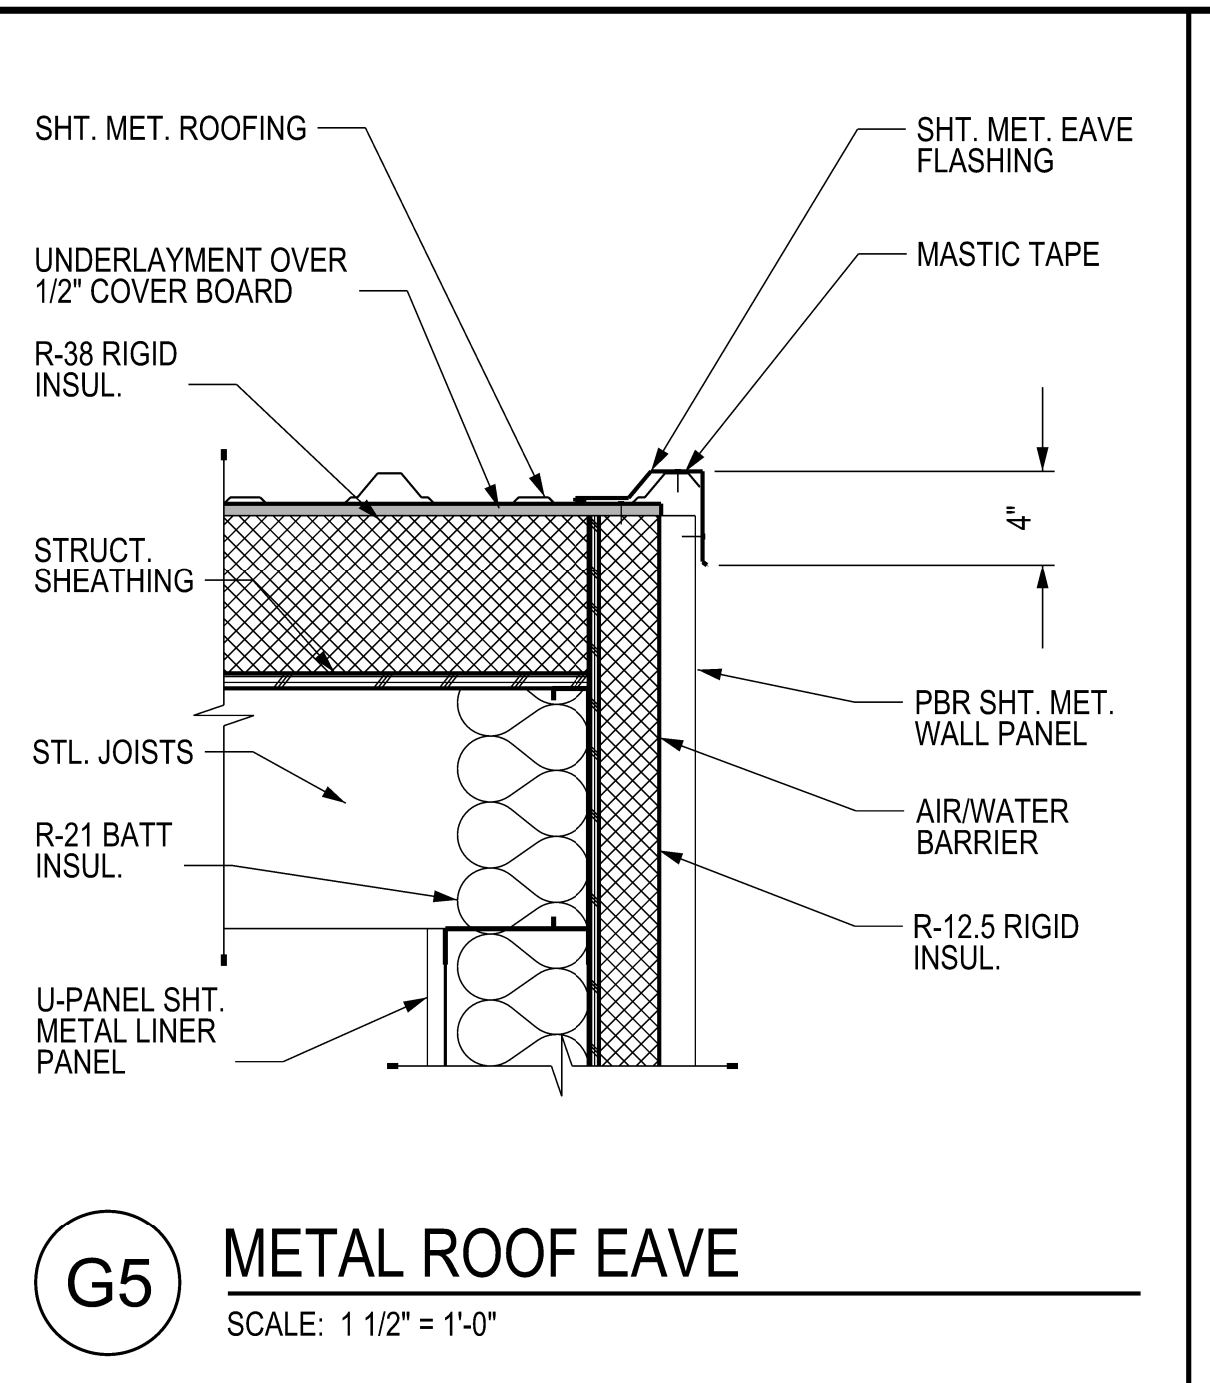 SHT. MET. ROOFING
UNDERLAYMENT OVER
1/2" COVER BOARD
R-38 RIGID
INSUL.
STRUCT.
SHEATHING
STL. JOISTS
R-21 BATT
INSUL.
U-PANEL SHT.
METAL LINER
PANEL
SHT. MET. EAVE
FLASHING
MASTIC TAPE
4"
PBR SHT. MET.
WALL PANEL
AIR/WATER
BARRIER
R-12.5 RIGID
INSUL.
G5
METAL ROOF EAVE
SCALE: 1 1/2" = 1'-0"